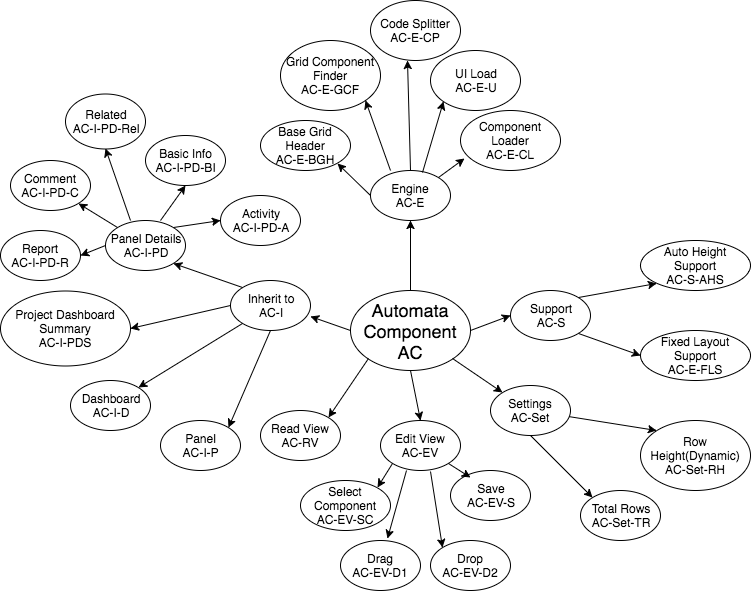 Code Splitter
AC-E-CP
Grid Component
Finder
AC-E-GCF
UI Load
AC-E-U
Related
AC-I-PD-Rel
Base Grid
Header
AC-E-BGH
Component
Loader
AC-E-CL
Basic Info
AC-I-PD-BI
Comment
AC-I-PD-C
Engine
AC-E
Activity
AC-I-PD-A
Panel Details
AC-I-PD
Report
AC-I-PD-R
Auto Height
Support
AC-S-AHS
Inherit to
AC-I
Support
AC-S
Project Dashboard
Summary
AC-I-PDS
Automata
Component
AC
Fixed Layout
Support
AC-E-FLS
Dashboard
AC-I-D
Settings
AC-Set
Panel
AC-I-P
Read View
AC-RV
Edit View
AC-EV
Row
Height(Dynamic)
AC-Set-RH
Select
Component
AC-EV-SC
Save
AC-EV-S
Total Rows
AC-Set-TR
Drag
AC-EV-D1
Drop
AC-EV-D2